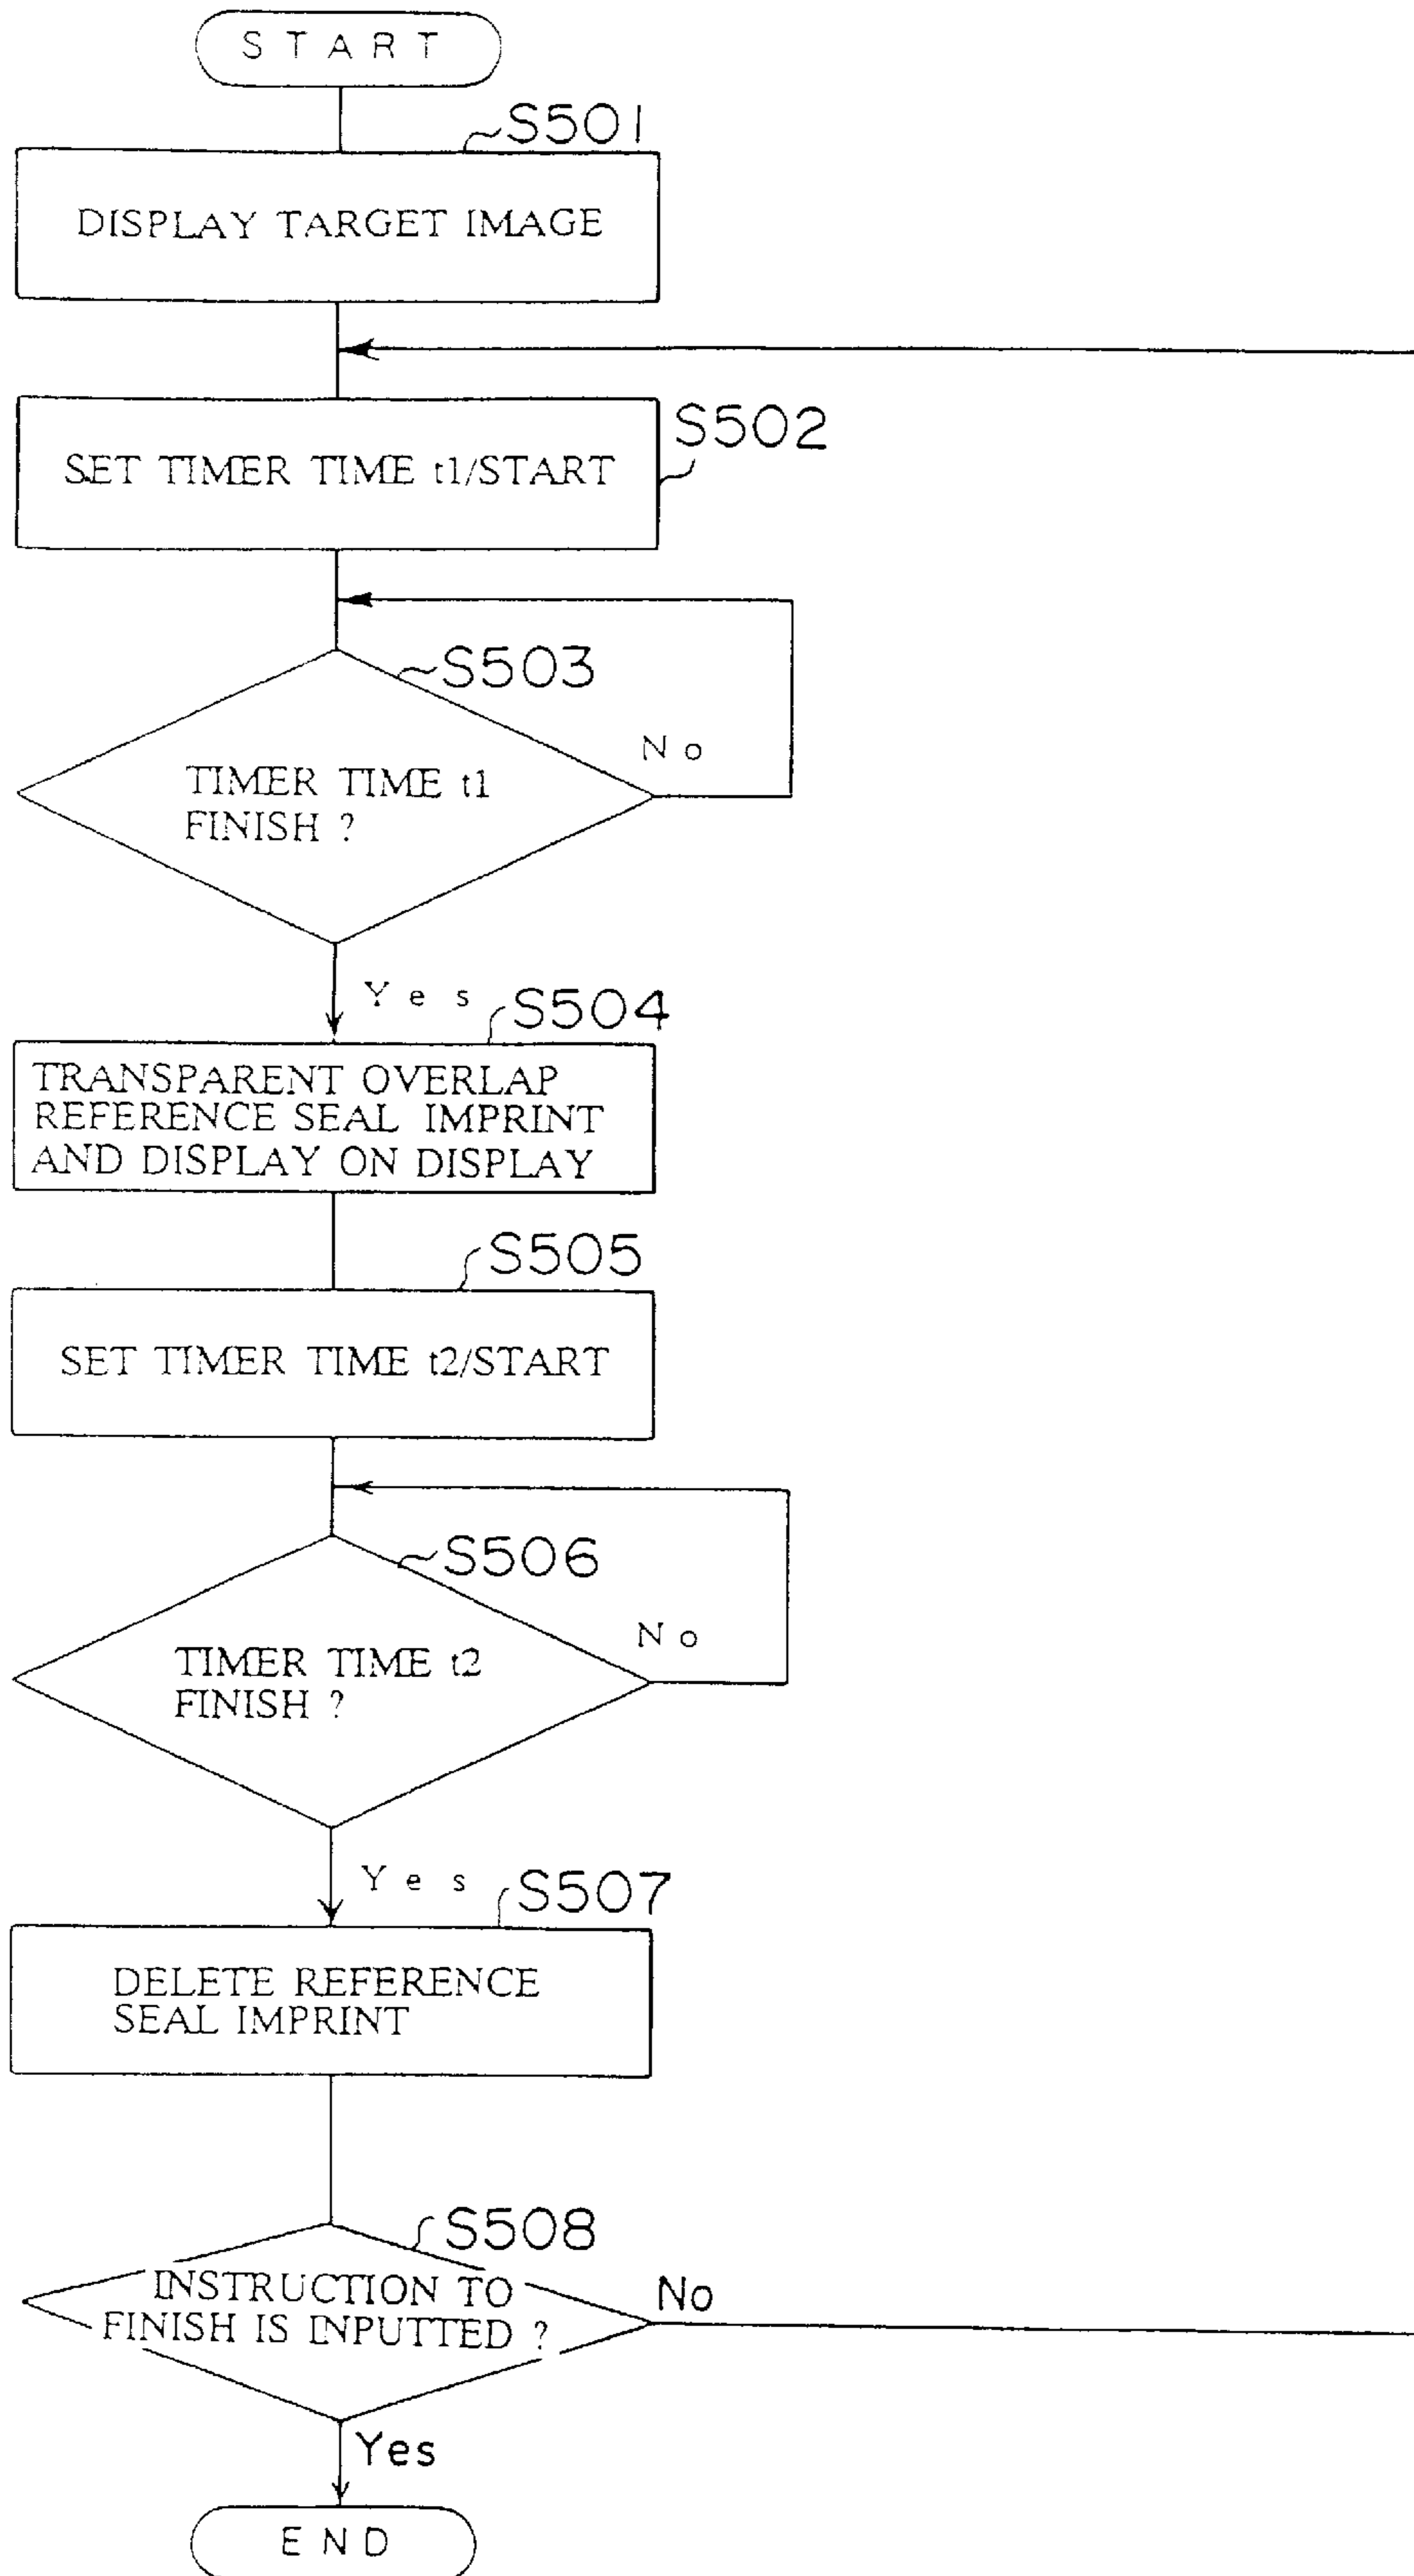 START
S501
DISPLAY TARGET IMAGE
S502
SET TIMER TIME t1/START
S503
No
TIMER TIME t1
FINISH ?
Yes
S504
TRANSPARENT OVERLAP
REFERENCE SEAL IMPRINT
AND DISPLAY ON DISPLAY
S505
SET TIMER TIME t2/START
S506
No
TIMER TIME t2
FINISH ?
Yes
S507
DELETE REFERENCE
SEAL IMPRINT
S508
INSTRUCTION TO
FINISH IS INPUTTED ?
No
Yes
END